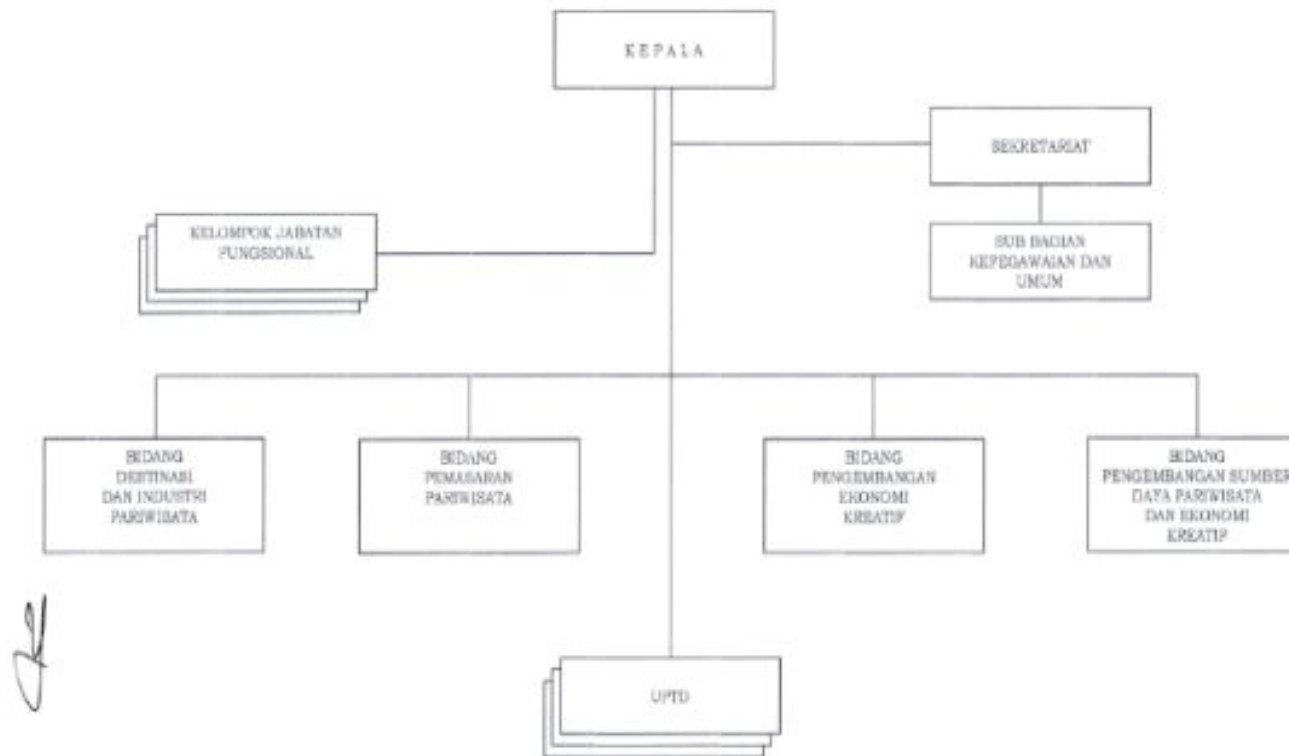 KEPALA
SEKRETARIAT
KELOMPOK JABATAN
FUNGSIONAL
SUB BAGIAN
KEPEGAWAIAN DAN
UMUM
BIDANG
DESTINASI
DAN INDUSTRI
PARIWISATA
BIDANG
PEMASARAN
PARIWISATA
BIDANG
PENGEMBANGAN
EKONOMI
KREATIF
BIDANG
PENGEMBANGAN SUMBER
DAYA PARIWISATA
DAN EKONOMI
KREATIF
UPTD